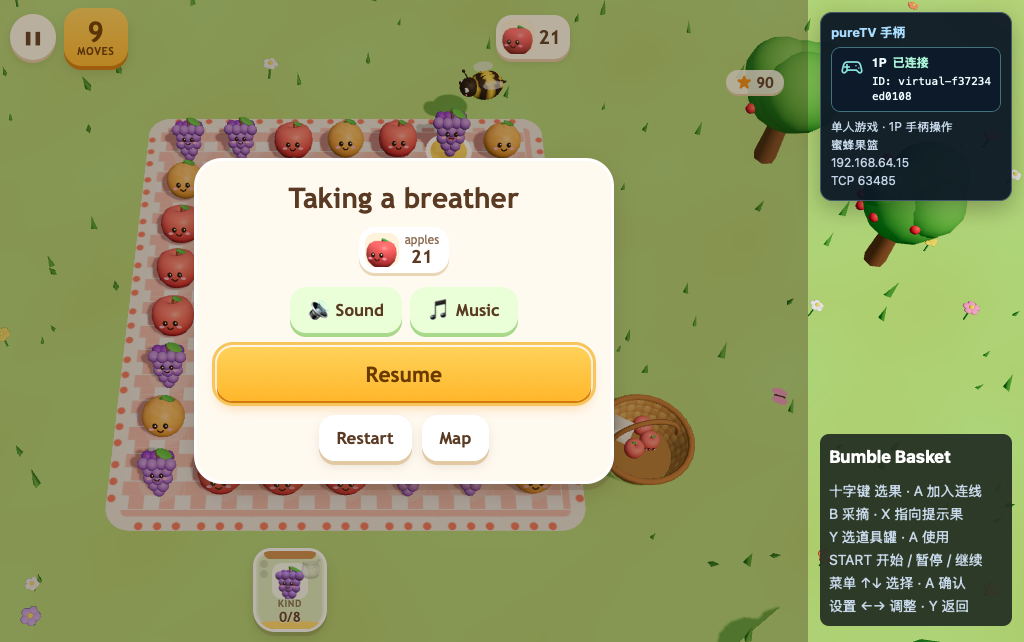 9
MOVES
21
90
Taking a breather
apples
21
Sound
Music
Resume
Restart
Map
KIND
0/8
pureTV 手柄
1P 已连接
ID: virtual-f37234
ed0108
单人游戏 · 1P 手柄操作
蜜蜂果篮
192.168.64.15
TCP 63485
Bumble Basket
十字键 选果 · A 加入连线
B 采摘 · X 指向提示果
Y 选道具罐 · A 使用
START 开始 / 暂停 / 继续
菜单 ↑↓ 选择 · A 确认
设置 ←→ 调整 · Y 返回